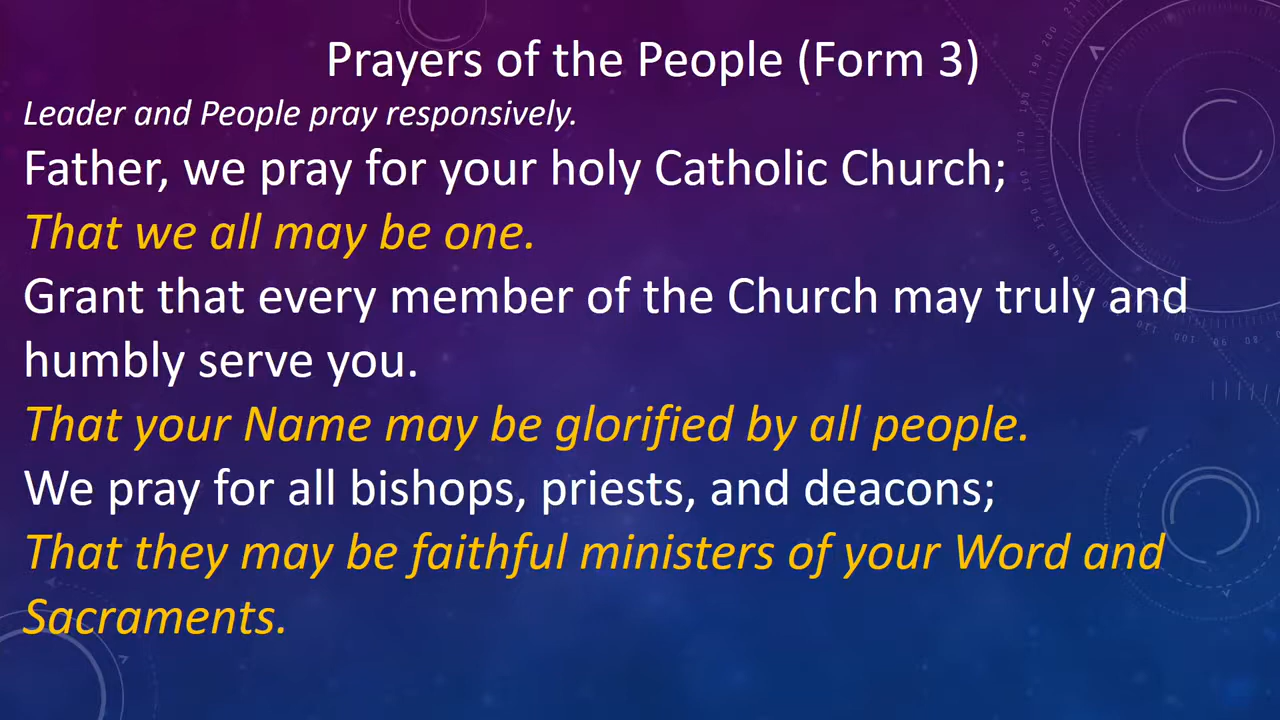 Prayers of the People (Form 3)
Leader and People pray responsively.
Father, we pray for your holy Catholic Church;
That we all may be one.
Grant that every member of the Church may truly and
humbly serve you.
That your Name may be glorified by all people.
We pray for all bishops, priests, and deacons;
That they may be faithful ministers of your Word and
Sacraments.